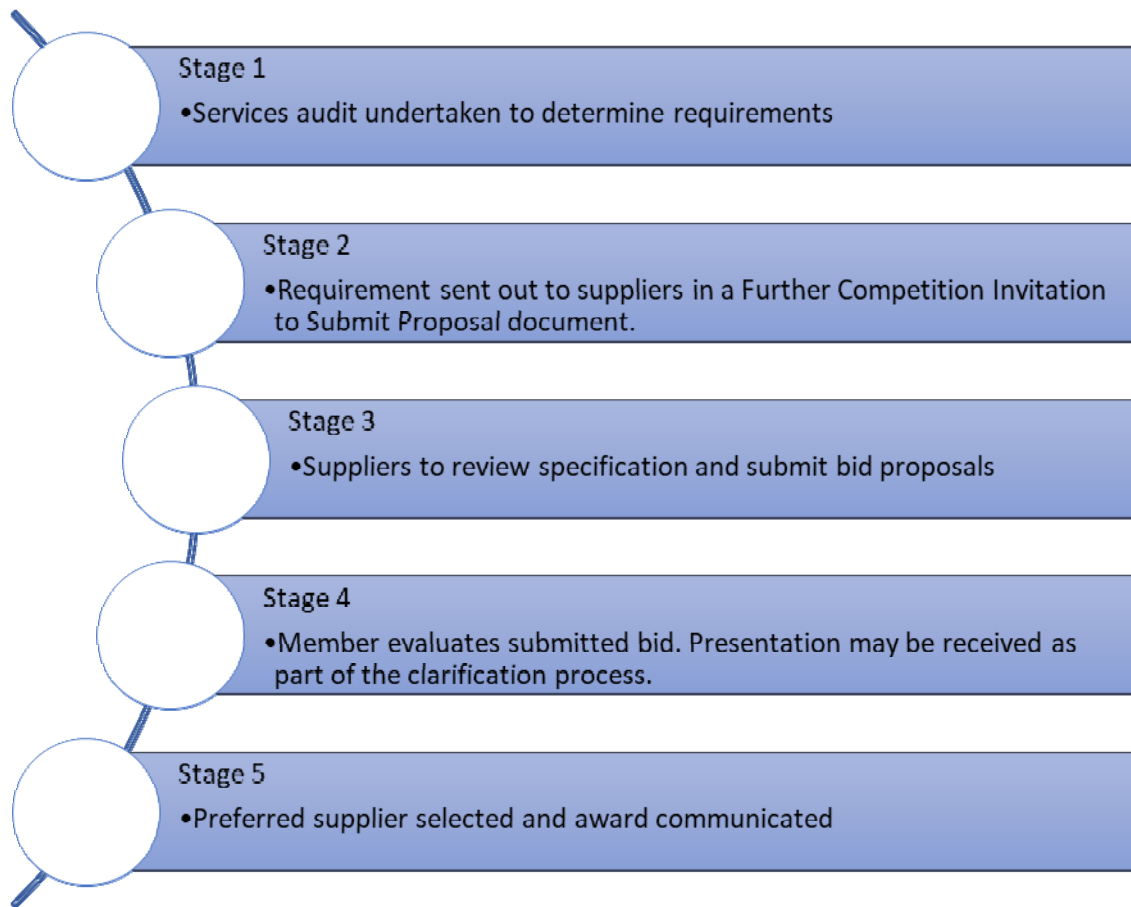 Stage 1
•Services audit undertaken to determine requirements
Stage 2
•Requirement sent out to suppliers in a Further Competition Invitation
to Submit Proposal document.
Stage 3
•Suppliers to review specification and submit bid proposals
Stage 4
•Member evaluates submitted bid. Presentation may be received as
part of the clarification process.
Stage 5
•Preferred supplier selected and award communicated